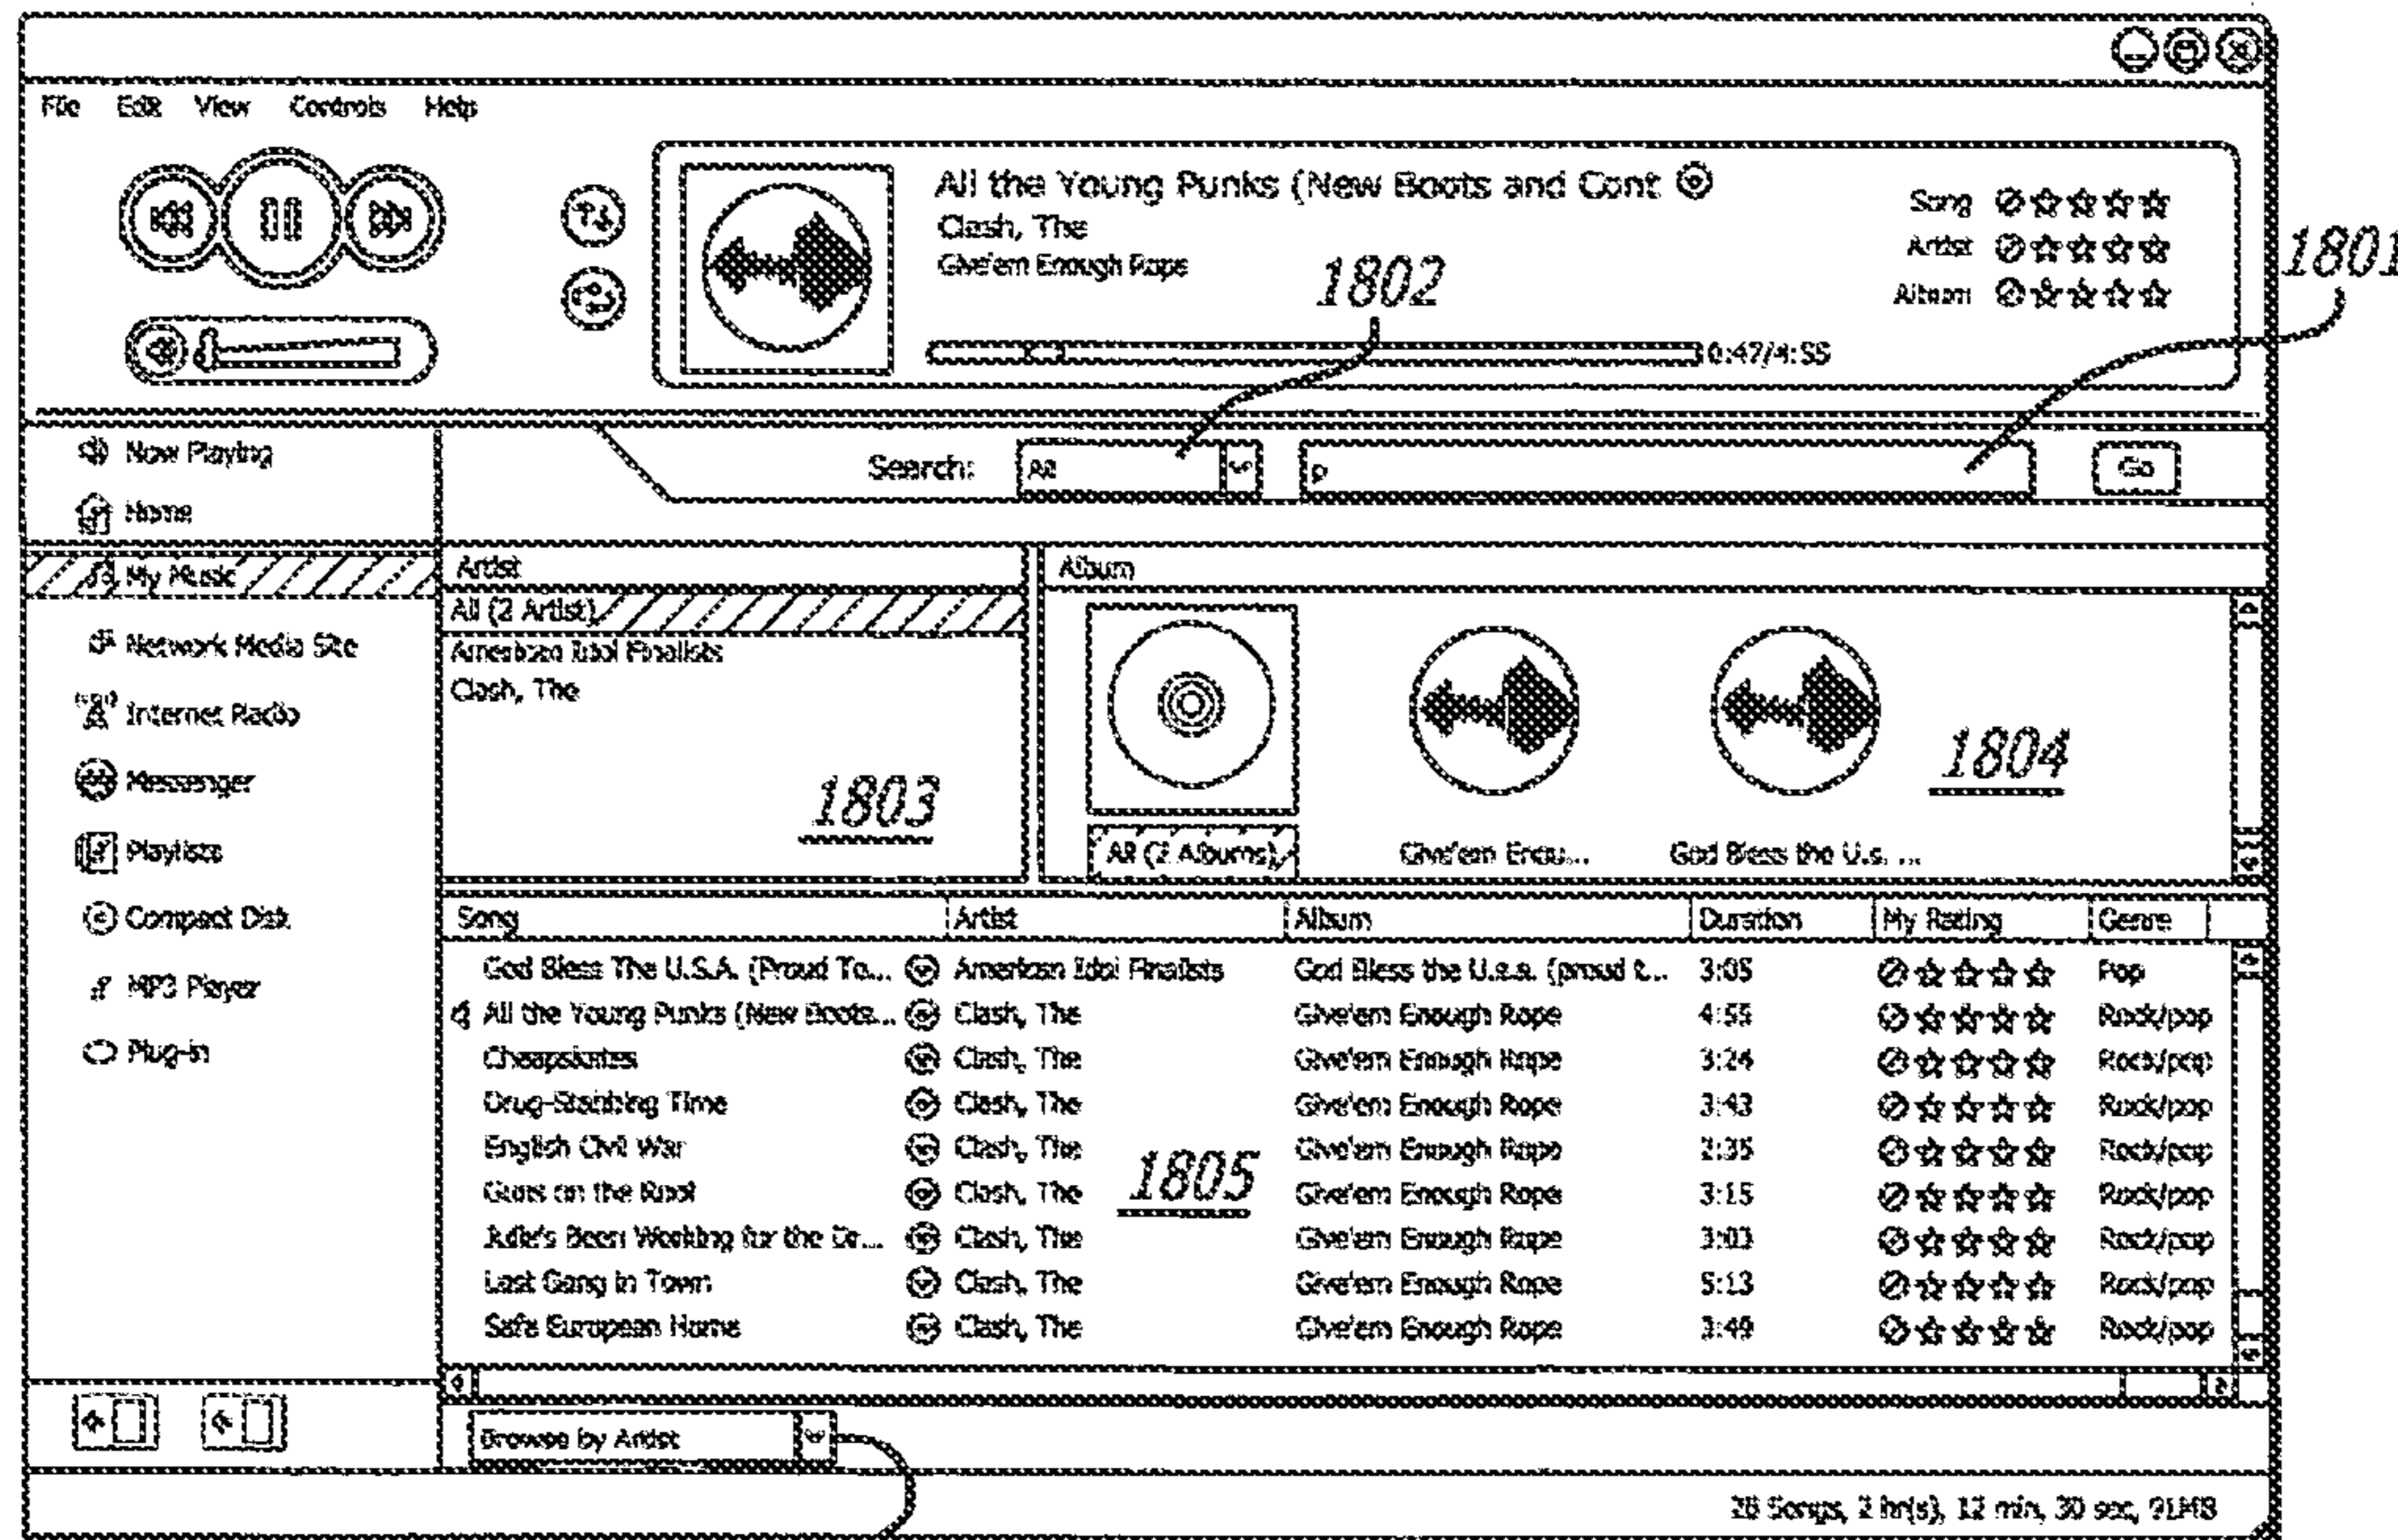 File Edit View Controls Help
All the Young Punks (New Boots and Cont
Clash, The
Give'em Enough Rope
Song
Artist
Album
1801
1802
0:47/4:55
Now Playing
Home
Search: All p Go
My Music
Network Media Site
Internet Radio
Messenger
Playlists
Compact Disk
MP3 Player
Plug-in
Artist
All (2 Artist)
American Idol Finalists
Clash, The
1803
Album
1804
All (2 Albums) Give'em Enou... God Bless the U.s. ...
Song Artist Album Duration My Rating Genre
God Bless The U.S.A. (Proud To... American Idol Finalists God Bless the U.s.a. (proud t... 3:05 Pop
All the Young Punks (New Boots... Clash, The Give'em Enough Rope 4:55 Rock/pop
Cheapskates Clash, The Give'em Enough Rope 3:24 Rock/pop
Drug-Stabbing Time Clash, The Give'em Enough Rope 3:43 Rock/pop
English Civil War Clash, The Give'em Enough Rope 2:35 Rock/pop
Guns on the Roof Clash, The Give'em Enough Rope 3:15 Rock/pop
Julie's Been Working for the Dr... Clash, The Give'em Enough Rope 3:03 Rock/pop
Last Gang in Town Clash, The Give'em Enough Rope 5:13 Rock/pop
Safe European Home Clash, The Give'em Enough Rope 3:49 Rock/pop
1805
Browse by Artist
28 Songs, 2 hr(s), 12 min, 30 sec, 91MB